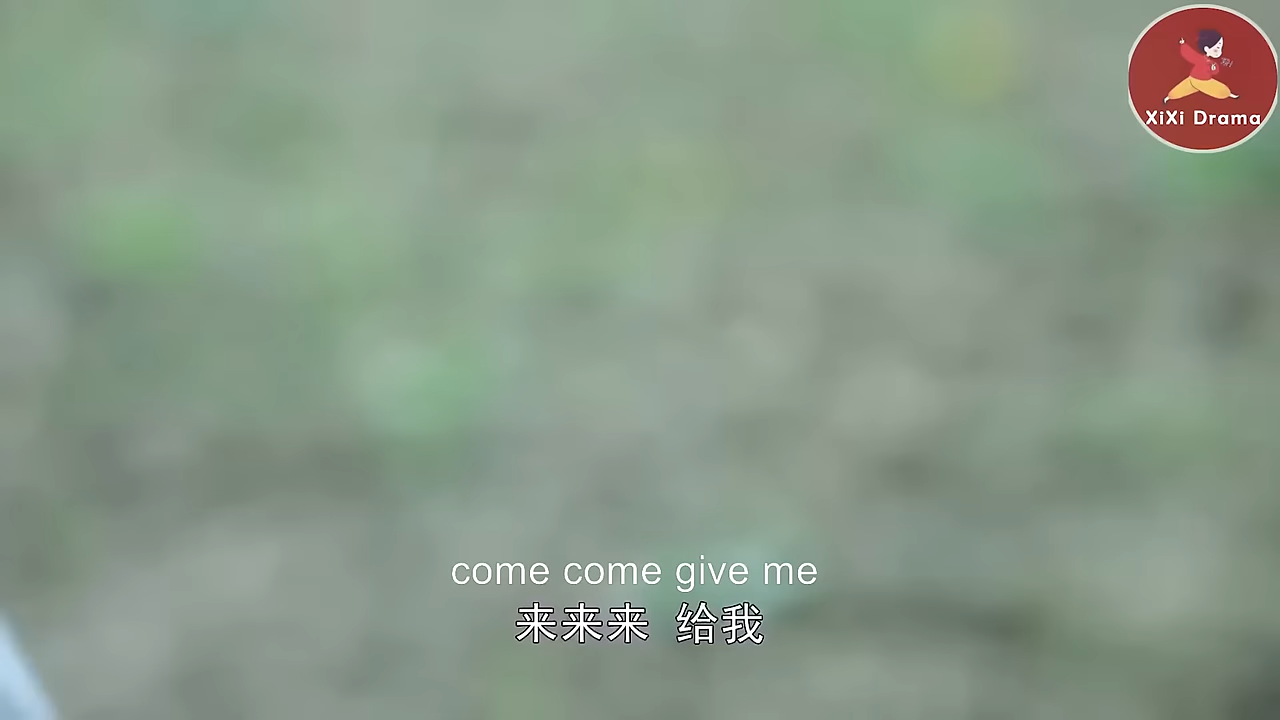 XiXi Drama
come come give me
来来来 给我